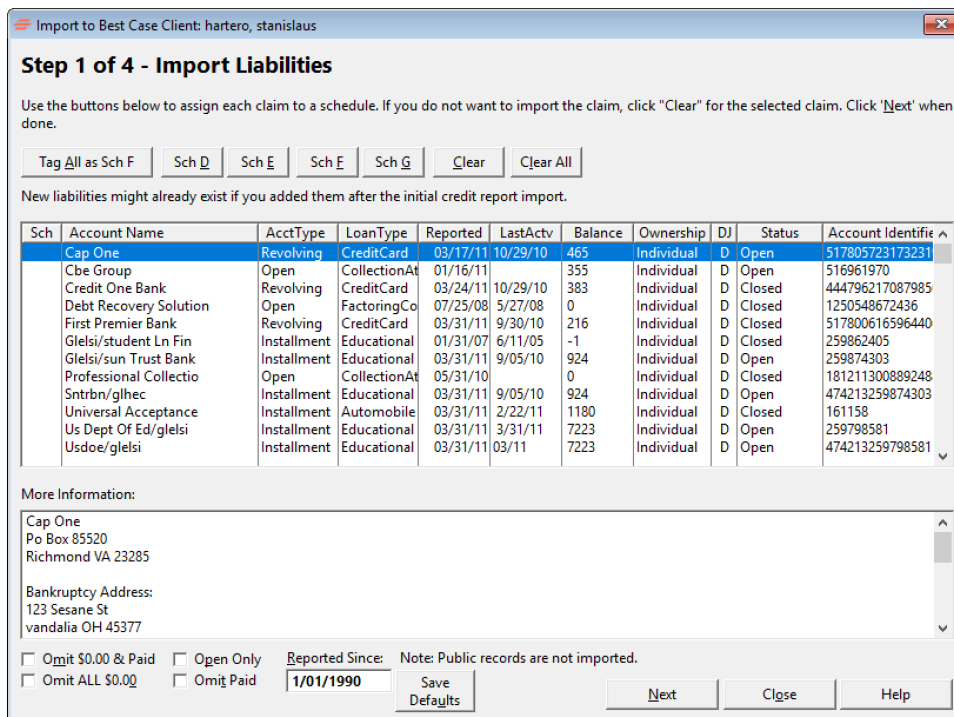 Import to Best Case Client: hartero, stanislaus
Step 1 of 4 - Import Liabilities
Use the buttons below to assign each claim to a schedule. If you do not want to import the claim, click "Clear" for the selected claim. Click 'Next' when
done.
Tag All as Sch F Sch D Sch E Sch F Sch G Clear Clear All
New liabilities might already exist if you added them after the initial credit report import.
Sch Account Name AcctType LoanType Reported LastActv Balance Ownership DJ Status Account Identifie
Cap One Revolving CreditCard 03/17/11 10/29/10 465 Individual D Open 517805723173231
Cbe Group Open CollectionAt 01/16/11 355 Individual D Open 516961970
Credit One Bank Revolving CreditCard 03/24/11 10/29/10 383 Individual D Closed 444796217087985
Debt Recovery Solution Open FactoringCo 07/25/08 5/27/08 0 Individual D Closed 1250548672436
First Premier Bank Revolving CreditCard 03/31/11 9/30/10 216 Individual D Closed 517800616596440
Glelsi/student Ln Fin Installment Educational 01/31/07 6/11/05 -1 Individual D Closed 259862405
Glelsi/sun Trust Bank Installment Educational 03/31/11 9/05/10 924 Individual D Open 259874303
Professional Collectio Open CollectionAt 05/31/10 0 Individual D Closed 181211300889248
Sntrbn/glhec Installment Educational 03/31/11 9/05/10 924 Individual D Open 474213259874303
Universal Acceptance Installment Automobile 03/31/11 2/22/11 1180 Individual D Closed 161158
Us Dept Of Ed/glelsi Installment Educational 03/31/11 3/31/11 7223 Individual D Open 259798581
Usdoe/glelsi Installment Educational 03/31/11 03/11 7223 Individual D Open 474213259798581
More Information:
Cap One
Po Box 85520
Richmond VA 23285
Bankruptcy Address:
123 Sesane St
vandalia OH 45377
Omit $0.00 & Paid Open Only Reported Since: Note: Public records are not imported.
Omit ALL $0.00 Omit Paid 1/01/1990 Save
Defaults
Next Close Help